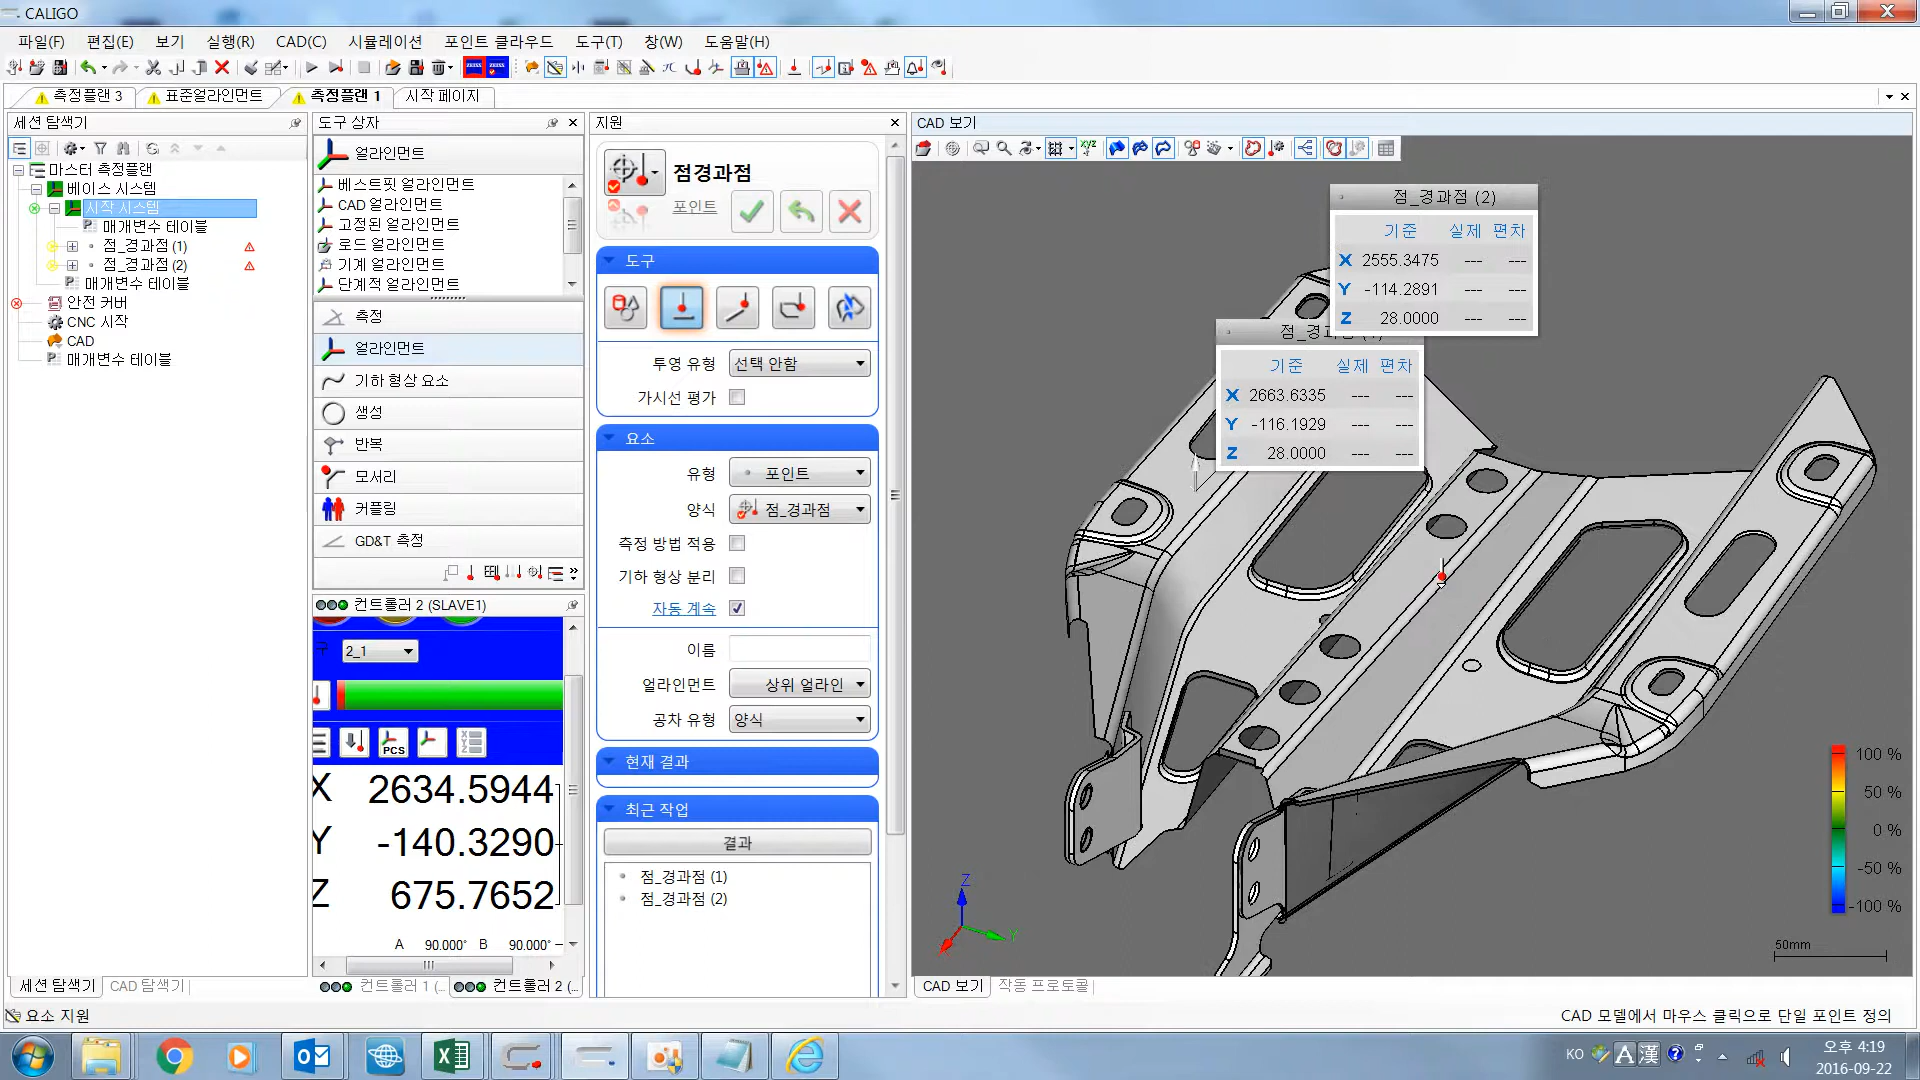 CALIGO
파일(F) 편집(E) 보기 실행(R) CAD(C) 시뮬레이션 포인트 클라우드 도구(T) 창(W) 도움말(H)
측정플랜 3 표준얼라인먼트 측정플랜 1 시작 페이지
세션 탐색기
마스터 측정플랜
베이스 시스템
시작 시스템
매개변수 테이블
점_경과점 (1)
점_경과점 (2)
매개변수 테이블
안전 커버
CNC 시작
CAD
매개변수 테이블
세션 탐색기 CAD 탐색기
도구 상자
얼라인먼트
베스트핏 얼라인먼트
CAD 얼라인먼트
고정된 얼라인먼트
로드 얼라인먼트
기계 얼라인먼트
단계적 얼라인먼트
측정
얼라인먼트
기하 형상 요소
생성
반복
모서리
커플링
GD&T 측정
컨트롤러 2 (SLAVE1)
2_1
PCS
X 2634.5944
Y -140.3290
Z 675.7652
A 90.000° B 90.000°
컨트롤러 1 (... 컨트롤러 2 (...
지원
점경과점
포인트
도구
투영 유형 선택 안함
가시선 평가
요소
유형 포인트
양식 점_경과점
측정 방법 적용
기하 형상 분리
자동 계속
이름
얼라인먼트 상위 얼라인
공차 유형 양식
현재 결과
최근 작업
결과
점_경과점 (1)
점_경과점 (2)
CAD 보기
점_경과점 (2)
기준 실제 편차
X 2555.3475 --- ---
Y -114.2891 --- ---
Z 28.0000 --- ---
기준 실제 편차
X 2663.6335 --- ---
Y -116.1929 --- ---
Z 28.0000 --- ---
100 %
50 %
0 %
-50 %
-100 %
50mm
Z
Y
CAD 보기 작동 프로토콜
요소 지원
CAD 모델에서 마우스 클릭으로 단일 포인트 정의
KO A 漢
오후 4:19
2016-09-22